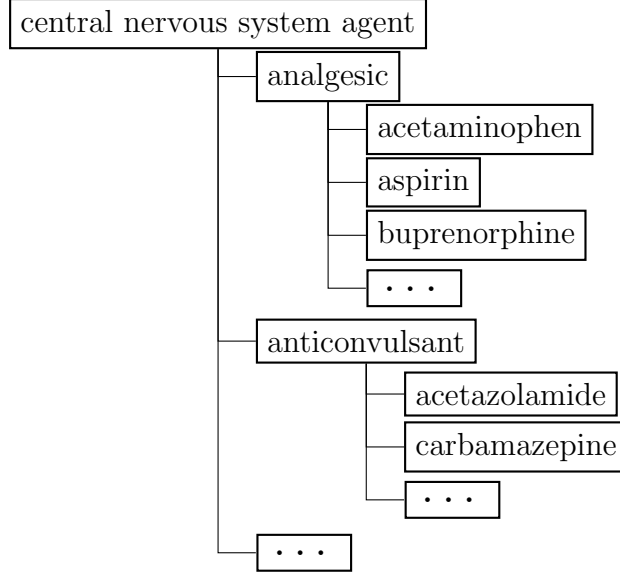 central nervous system agent
analgesic
acetaminophen
aspirin
buprenorphine
...
anticonvulsant
acetazolamide
carbamazepine
...
...